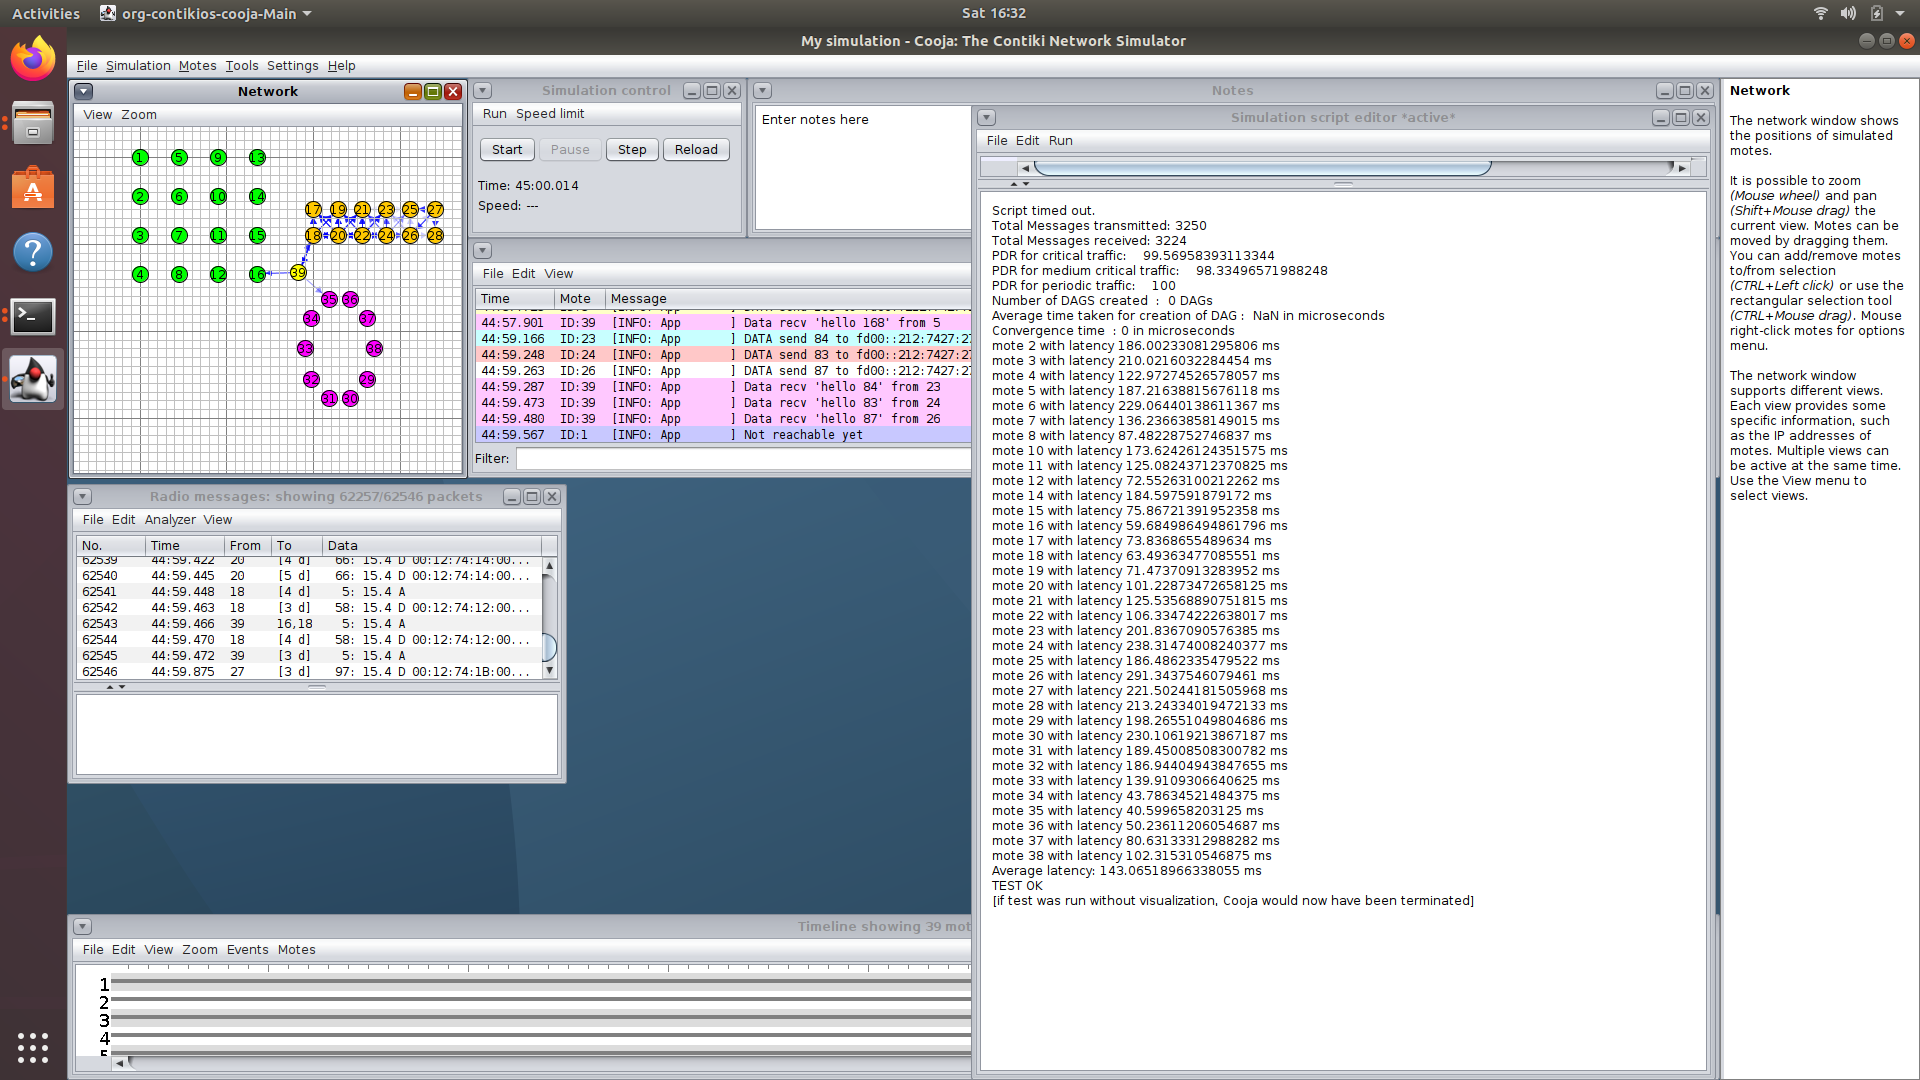 Activities org-contikios-cooja-Main Sat 16:32
My simulation - Cooja: The Contiki Network Simulator
File Simulation Motes Tools Settings Help
Network
View Zoom
1 5 9 13
2 6 10 14
17 19 21 23 25 27
3 7 11 15
18 20 22 24 26 28
4 8 12 16 39
35 36
34 37
33 38
32 29
31 30
Simulation control
Run Speed limit
Start Pause Step Reload
Time: 45:00.014
Speed: ---
File Edit View
Time Mote Message
44:57.901 ID:39 [INFO: App ] Data recv 'hello 168' from 5
44:59.166 ID:23 [INFO: App ] DATA send 84 to fd00::212:7427:2
44:59.248 ID:24 [INFO: App ] DATA send 83 to fd00::212:7427:2
44:59.263 ID:26 [INFO: App ] DATA send 87 to fd00::212:7427:2
44:59.287 ID:39 [INFO: App ] Data recv 'hello 84' from 23
44:59.473 ID:39 [INFO: App ] Data recv 'hello 83' from 24
44:59.480 ID:39 [INFO: App ] Data recv 'hello 87' from 26
44:59.567 ID:1 [INFO: App ] Not reachable yet
Filter:
Notes
Enter notes here
Simulation script editor *active*
File Edit Run
Script timed out.
Total Messages transmitted: 3250
Total Messages received: 3224
PDR for critical traffic: 99.56958393113344
PDR for medium critical traffic: 98.33496571988248
PDR for periodic traffic: 100
Number of DAGS created : 0 DAGs
Average time taken for creation of DAG : NaN in microseconds
Convergence time : 0 in microseconds
mote 2 with latency 186.00233081295806 ms
mote 3 with latency 210.0216032284454 ms
mote 4 with latency 122.97274526578057 ms
mote 5 with latency 187.21638815676118 ms
mote 6 with latency 229.06440138611367 ms
mote 7 with latency 136.23663858149015 ms
mote 8 with latency 87.48228752746837 ms
mote 10 with latency 173.62426124351575 ms
mote 11 with latency 125.08243712370825 ms
mote 12 with latency 72.55263100212262 ms
mote 14 with latency 184.597591879172 ms
mote 15 with latency 75.86721391952358 ms
mote 16 with latency 59.684986494861796 ms
mote 17 with latency 73.8368655489634 ms
mote 18 with latency 63.49363477085551 ms
mote 19 with latency 71.47370913283952 ms
mote 20 with latency 101.22873472658125 ms
mote 21 with latency 125.53568890751815 ms
mote 22 with latency 106.33474222638017 ms
mote 23 with latency 201.8367090576385 ms
mote 24 with latency 238.31474008240377 ms
mote 25 with latency 186.4862335479522 ms
mote 26 with latency 291.3437546079461 ms
mote 27 with latency 221.50244181505968 ms
mote 28 with latency 213.24334019472133 ms
mote 29 with latency 198.26551049804686 ms
mote 30 with latency 230.10619213867187 ms
mote 31 with latency 189.45008508300782 ms
mote 32 with latency 186.94404943847655 ms
mote 33 with latency 139.9109306640625 ms
mote 34 with latency 43.78634521484375 ms
mote 35 with latency 40.599658203125 ms
mote 36 with latency 50.23611206054687 ms
mote 37 with latency 80.63133312988282 ms
mote 38 with latency 102.315310546875 ms
Average latency: 143.06518966338055 ms
TEST OK
[if test was run without visualization, Cooja would now have been terminated]
Network
The network window shows
the positions of simulated
motes.
It is possible to zoom
(Mouse wheel) and pan
(Shift+Mouse drag) the
current view. Motes can be
moved by dragging them.
You can add/remove motes
to/from selection
(CTRL+Left click) or use the
rectangular selection tool
(CTRL+Mouse drag). Mouse
right-click motes for options
menu.
The network window
supports different views.
Each view provides some
specific information, such
as the IP addresses of
motes. Multiple views can
be active at the same time.
Use the View menu to
select views.
Radio messages: showing 62257/62546 packets
File Edit Analyzer View
No. Time From To Data
62539 44:59.422 20 [4 d] 66: 15.4 D 00:12:74:14:00...
62540 44:59.445 20 [5 d] 66: 15.4 D 00:12:74:14:00...
62541 44:59.448 18 [4 d] 5: 15.4 A
62542 44:59.463 18 [3 d] 58: 15.4 D 00:12:74:12:00...
62543 44:59.466 39 16,18 5: 15.4 A
62544 44:59.470 18 [4 d] 58: 15.4 D 00:12:74:12:00...
62545 44:59.472 39 [3 d] 5: 15.4 A
62546 44:59.875 27 [3 d] 97: 15.4 D 00:12:74:1B:00...
Timeline showing 39 mot
File Edit View Zoom Events Motes
1
2
3
4